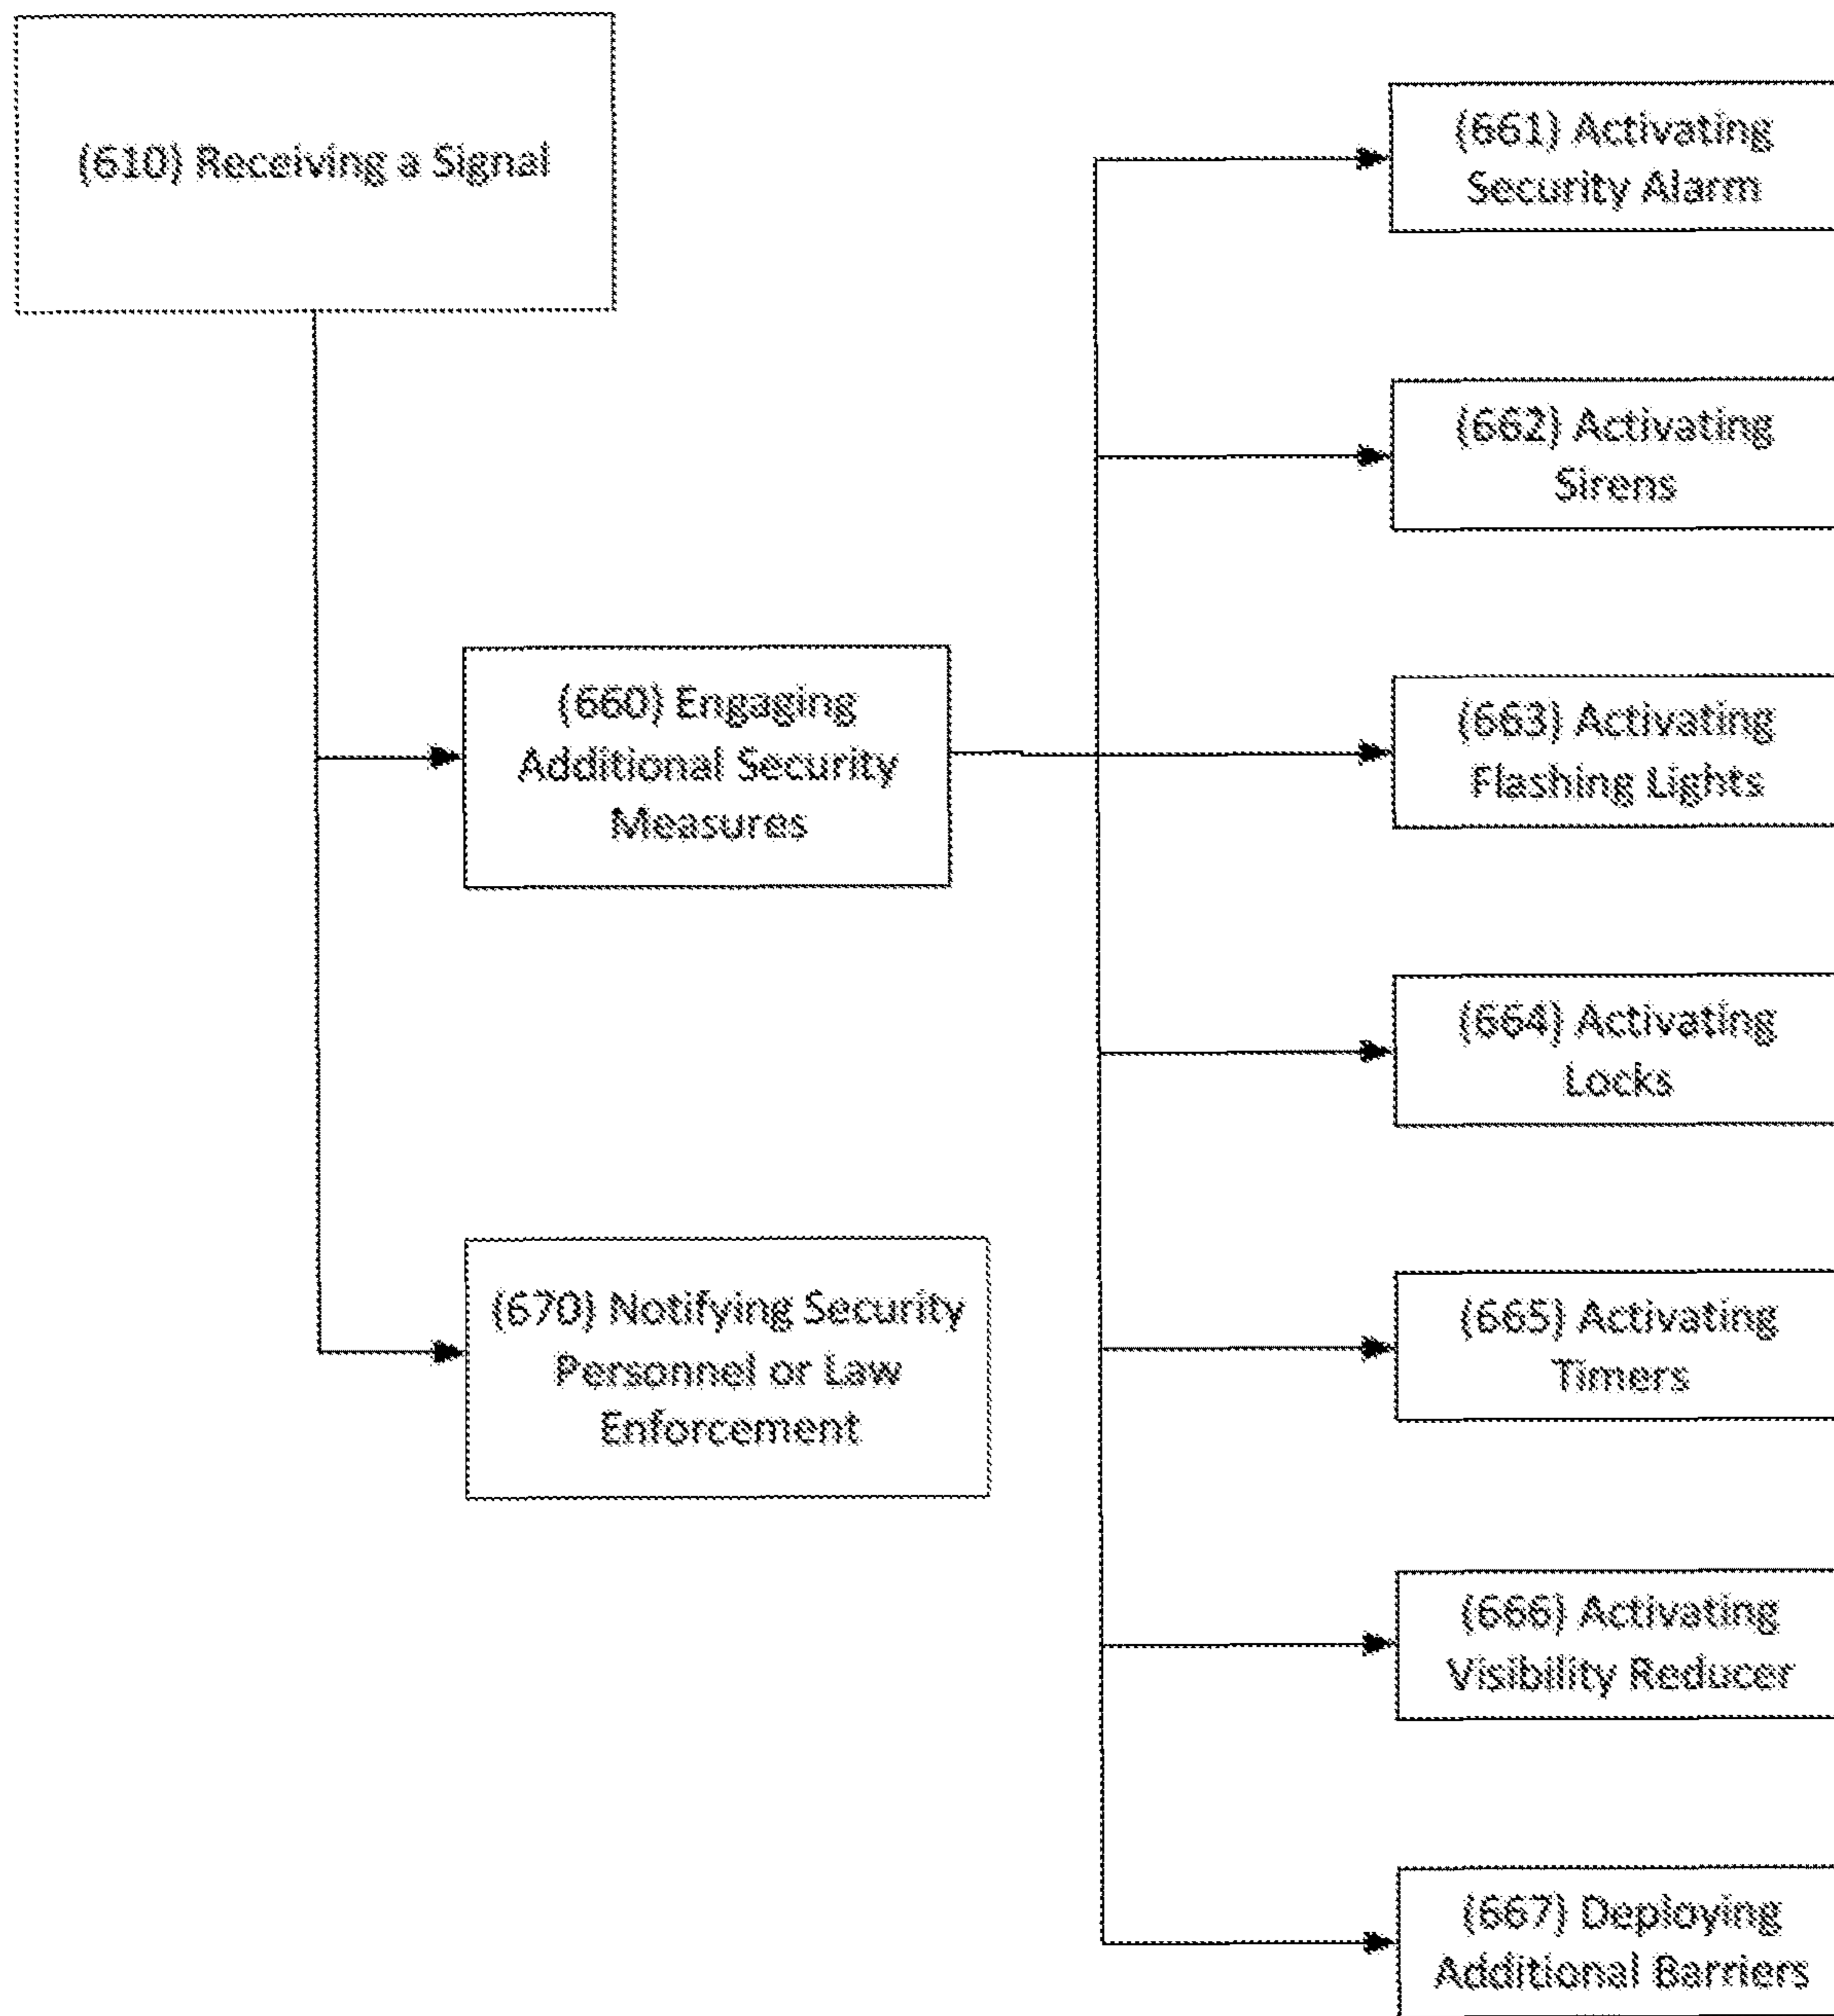 (610) Receiving a Signal
(660) Engaging
Additional Security
Measures
(670) Notifying Security
Personnel or Law
Enforcement
(661) Activating
Security Alarm
(662) Activating
Sirens
(663) Activating
Flashing Lights
(664) Activating
Locks
(665) Activating
Timers
(666) Activating
Visibility Reducer
(667) Deploying
Additional Barriers